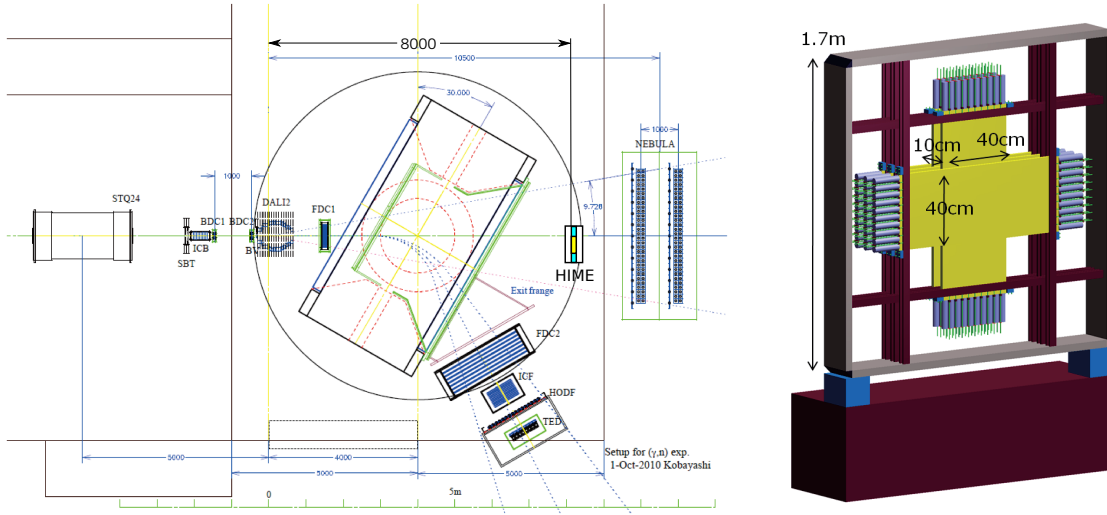 8000
10500
30.000
1000
NEBULA
1000
DALI2
STQ24
BDC1
BDC2
FDC1
9.728
ICB
SBT
HIME
Exit frange
FDC2
ICF
HODF
TED
Setup for (γ,n) exp.
1-Oct-2010 Kobayashi
5000
4000
5000
5000
0
5m
1.7m
10cm
40cm
40cm